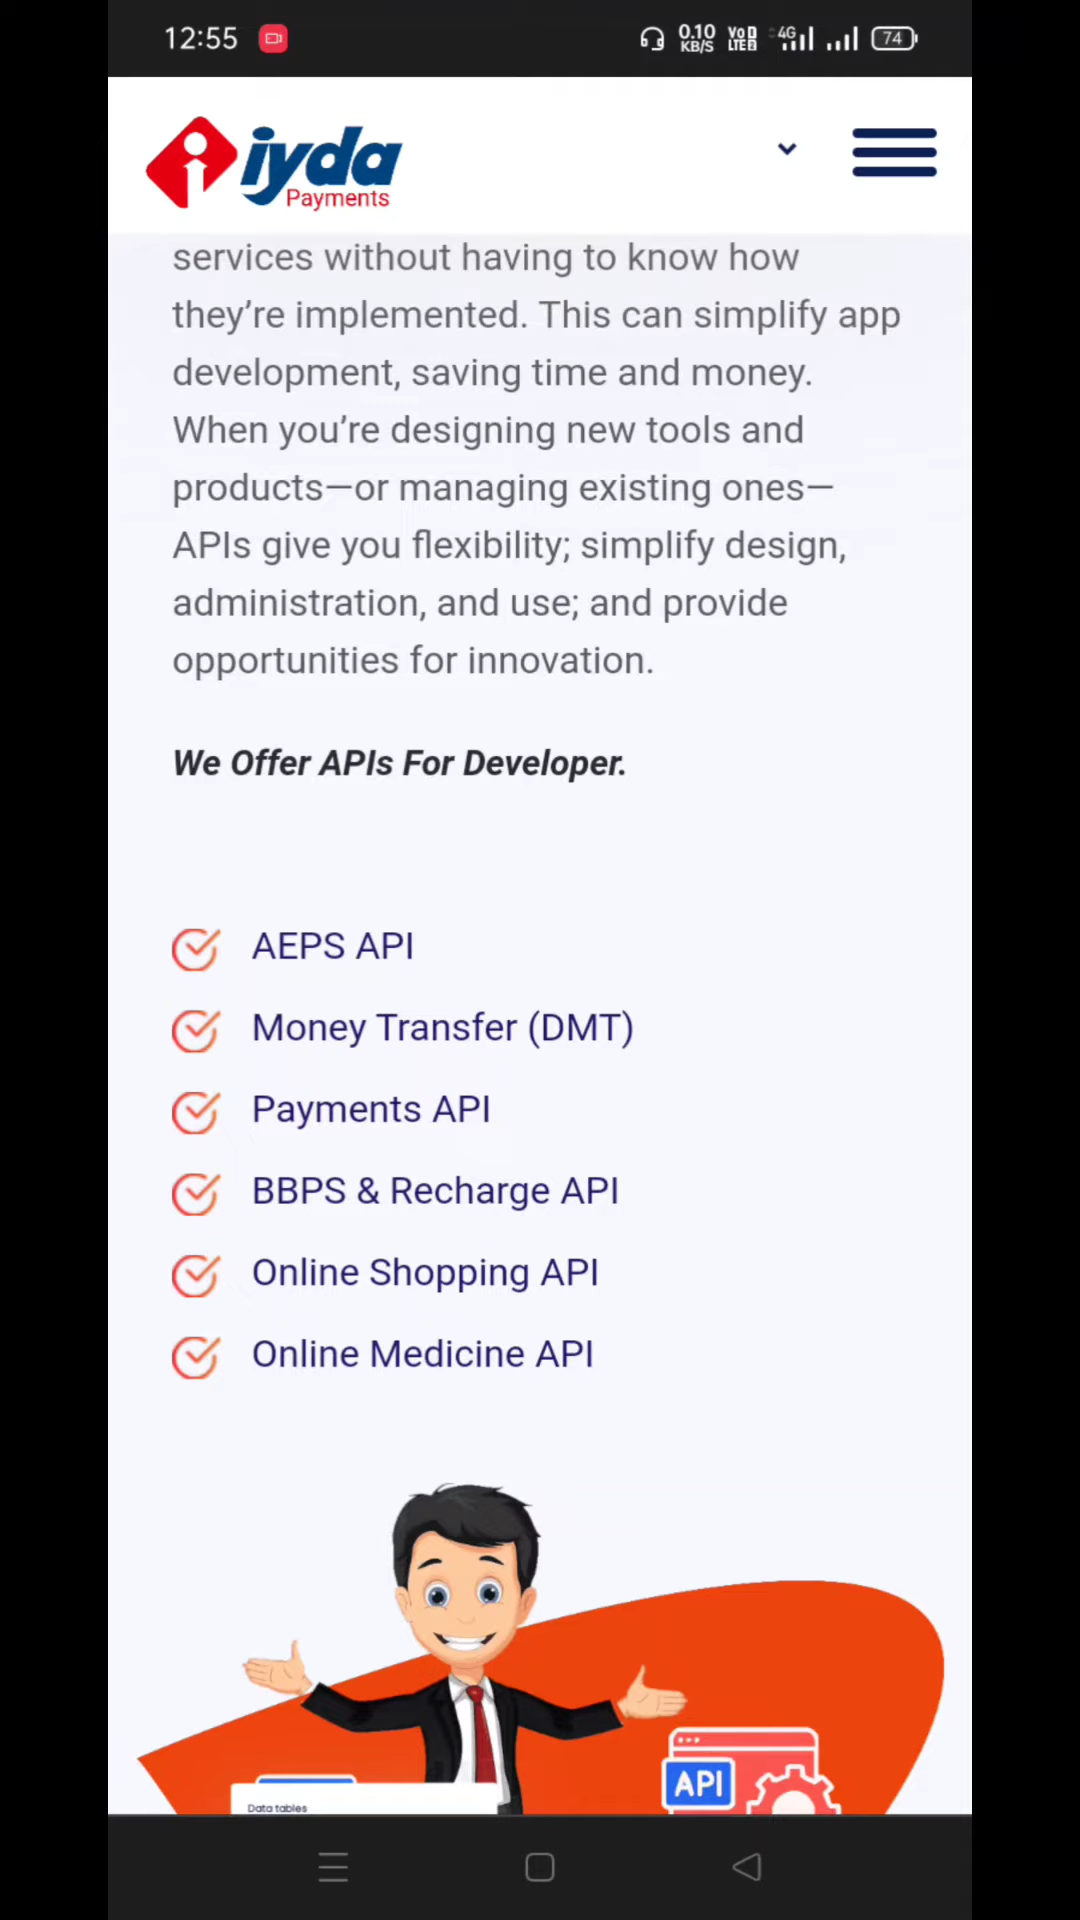 12:55
0.10
KB/S
Vo
LTE 2
4G
74
iyda
Payments
services without having to know how
they’re implemented. This can simplify app
development, saving time and money.
When you’re designing new tools and
products—or managing existing ones—
APIs give you flexibility; simplify design,
administration, and use; and provide
opportunities for innovation.
We Offer APIs For Developer.
AEPS API
Money Transfer (DMT)
Payments API
BBPS & Recharge API
Online Shopping API
Online Medicine API
API
Data tables